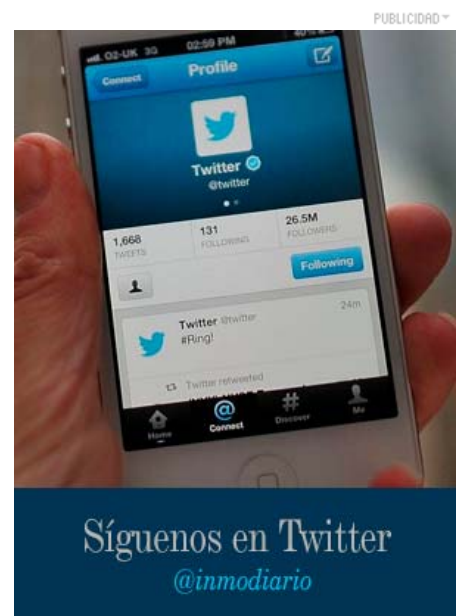 PUBLICIDAD
O2-UK 3G 02:59 PM 40%
Connect Profile
Twitter
@twitter
1,668 131 26.5M
TWEETS FOLLOWING FOLLOWERS
Following
Twitter @twitter 24m
#Ring!
Twitter retweeted
Home Connect Discover Me
Síguenos en Twitter
@inmodiario